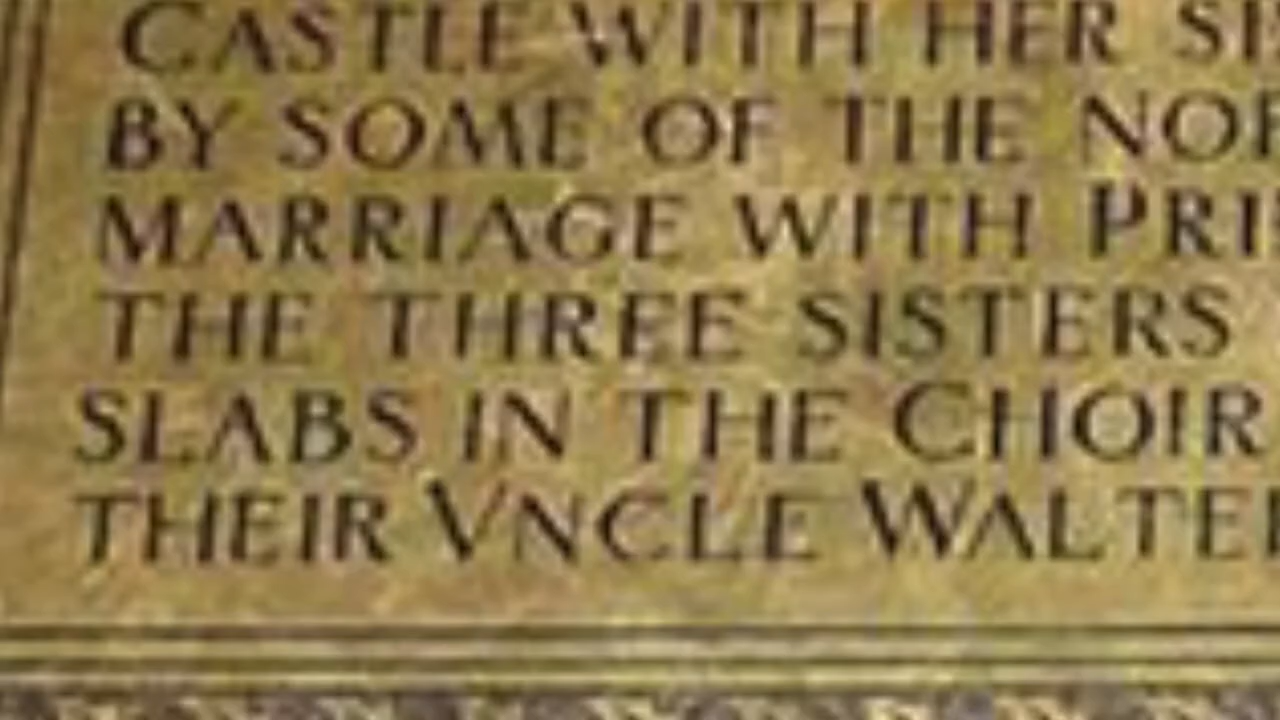 CASTLE WITH HER
BY SOME OF THE
MARRIAGE WITH
THE THREE SISTERS
SLABS IN THE CHOIR
THEIR VNCLE